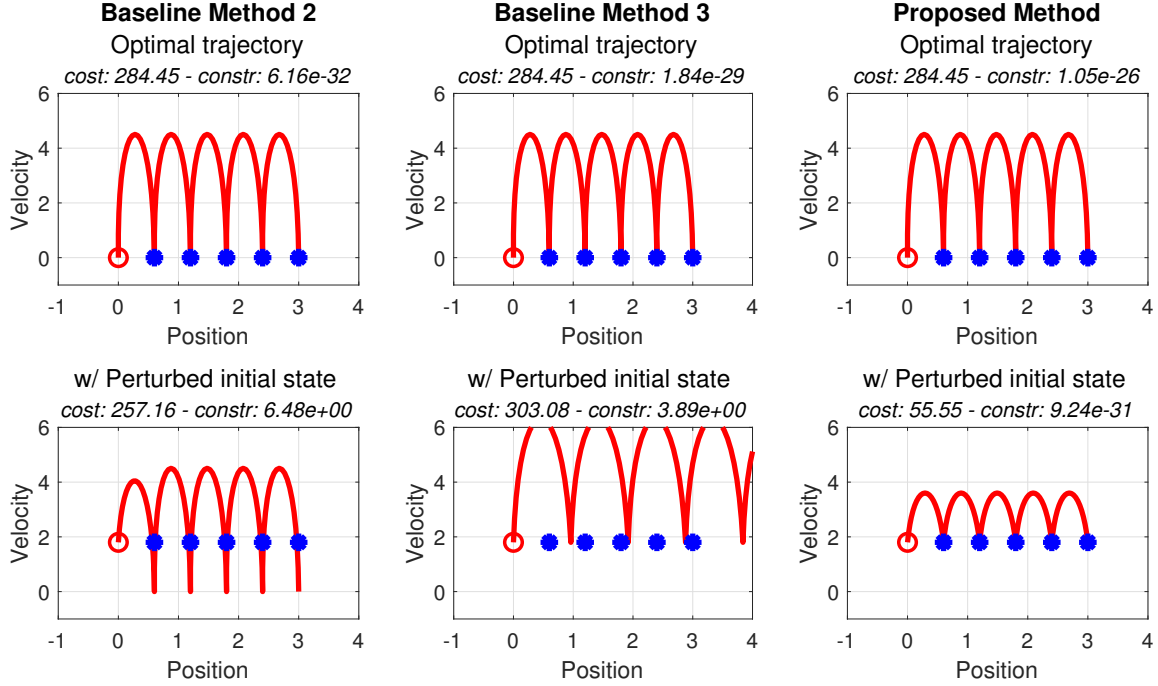 Baseline Method 2
Optimal trajectory
cost: 284.45 - constr: 6.16e-32
6
4
2
0
Velocity
-1 0 1 2 3 4
Position
Baseline Method 3
Optimal trajectory
cost: 284.45 - constr: 1.84e-29
6
4
2
0
Velocity
-1 0 1 2 3 4
Position
Proposed Method
Optimal trajectory
cost: 284.45 - constr: 1.05e-26
6
4
2
0
Velocity
-1 0 1 2 3 4
Position
w/ Perturbed initial state
cost: 257.16 - constr: 6.48e+00
6
4
2
0
Velocity
-1 0 1 2 3 4
Position
w/ Perturbed initial state
cost: 303.08 - constr: 3.89e+00
6
4
2
0
Velocity
-1 0 1 2 3 4
Position
w/ Perturbed initial state
cost: 55.55 - constr: 9.24e-31
6
4
2
0
Velocity
-1 0 1 2 3 4
Position